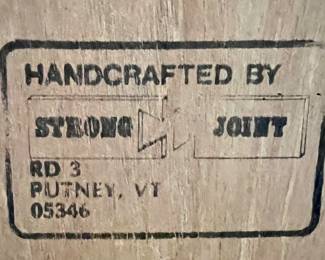 HANDCRAFTED BY
STRONG JOINT
RD 3
PUTNEY, VT
05346